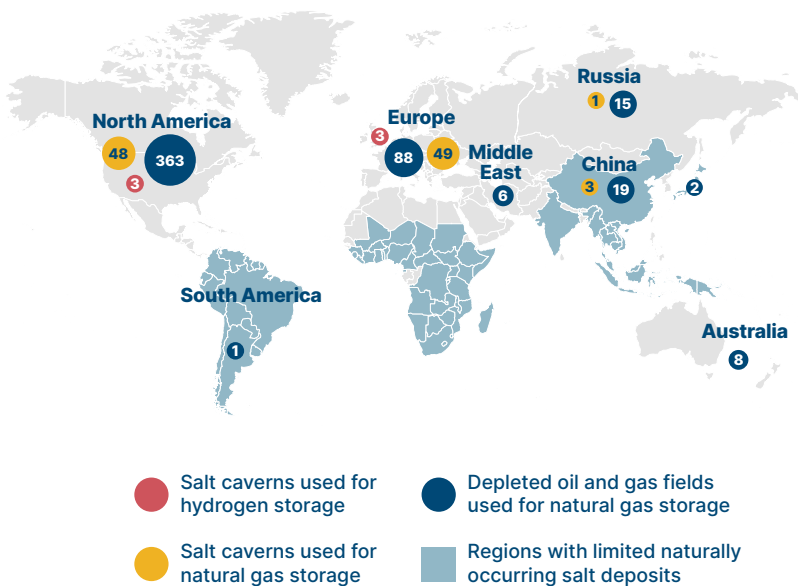 Russia
1
15
North America
48
363
3
Europe
3
88
49
Middle
East
6
China
3
19
2
South America
1
Australia
8
Salt caverns used for
hydrogen storage
Depleted oil and gas fields
used for natural gas storage
Salt caverns used for
natural gas storage
Regions with limited naturally
occurring salt deposits